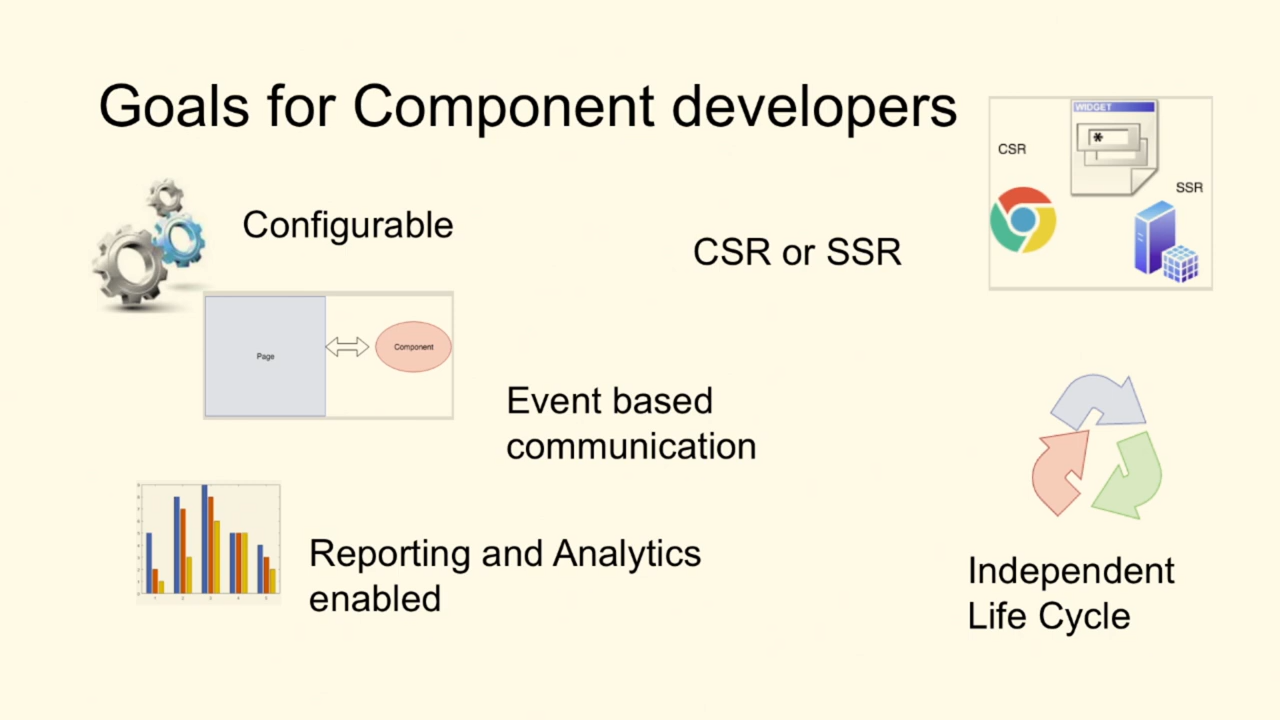 Goals for Component developers
WIDGET
*
CSR
SSR
Configurable
CSR or SSR
Page
Component
Event based
communication
Reporting and Analytics
enabled
Independent
Life Cycle